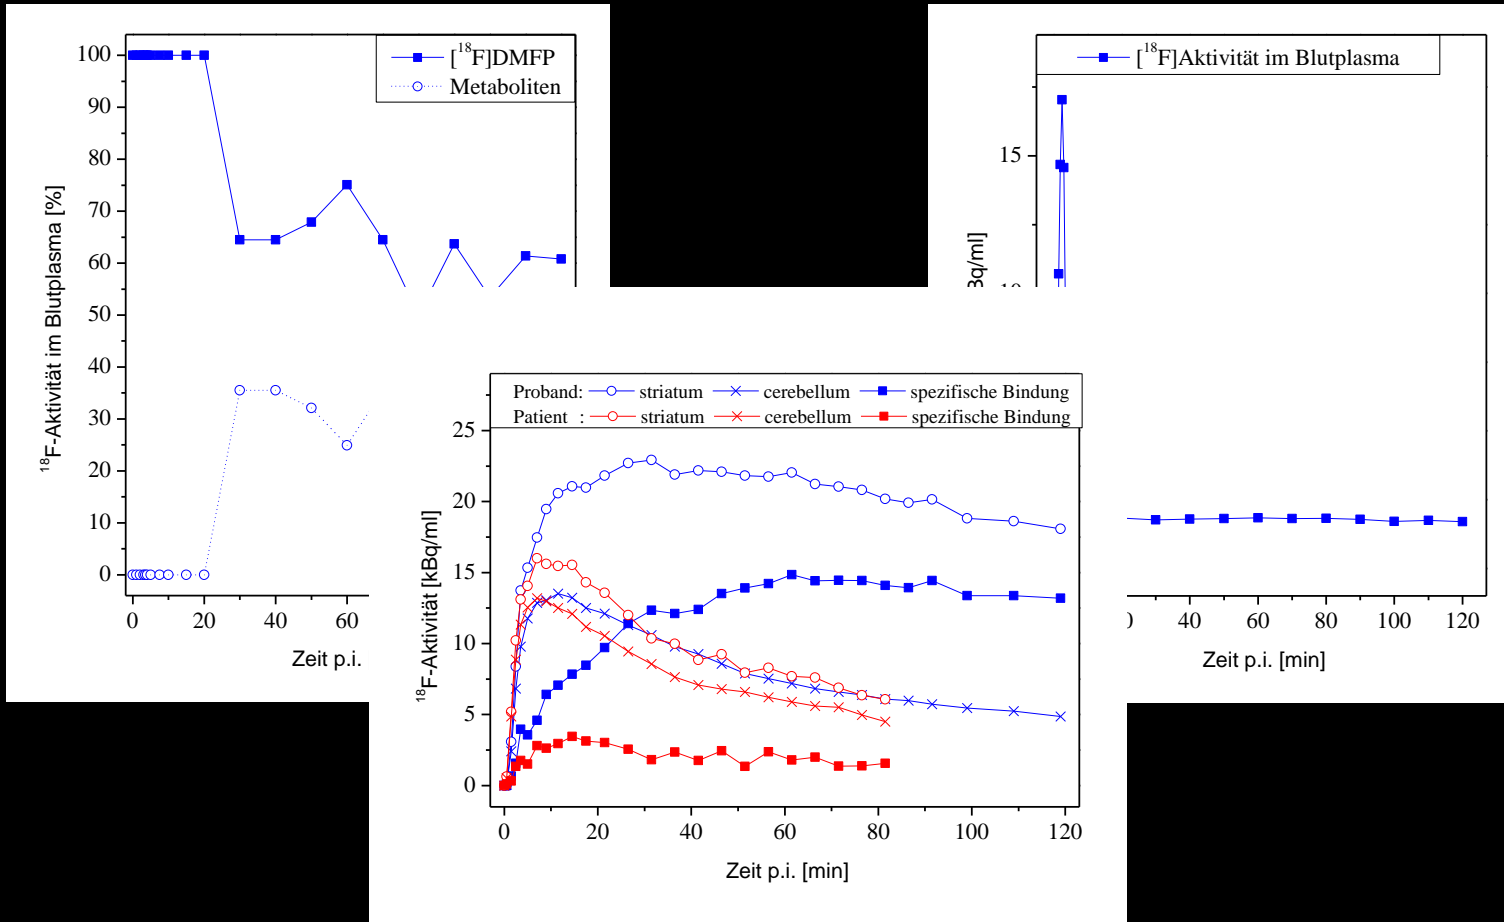 [¹⁸F]DMFP
Metaboliten
100
90
80
70
60
50
40
30
20
10
0
¹⁸F-Aktivität im Blutplasma [%]
0 20 40 60
Zeit p.i.
[¹⁸F]Aktivität im Blutplasma
15
Bq/ml]
40 60 80 100 120
Zeit p.i. [min]
Proband: striatum cerebellum spezifische Bindung
Patient : striatum cerebellum spezifische Bindung
25
20
15
10
5
0
¹⁸F-Aktivität [kBq/ml]
0 20 40 60 80 100 120
Zeit p.i. [min]